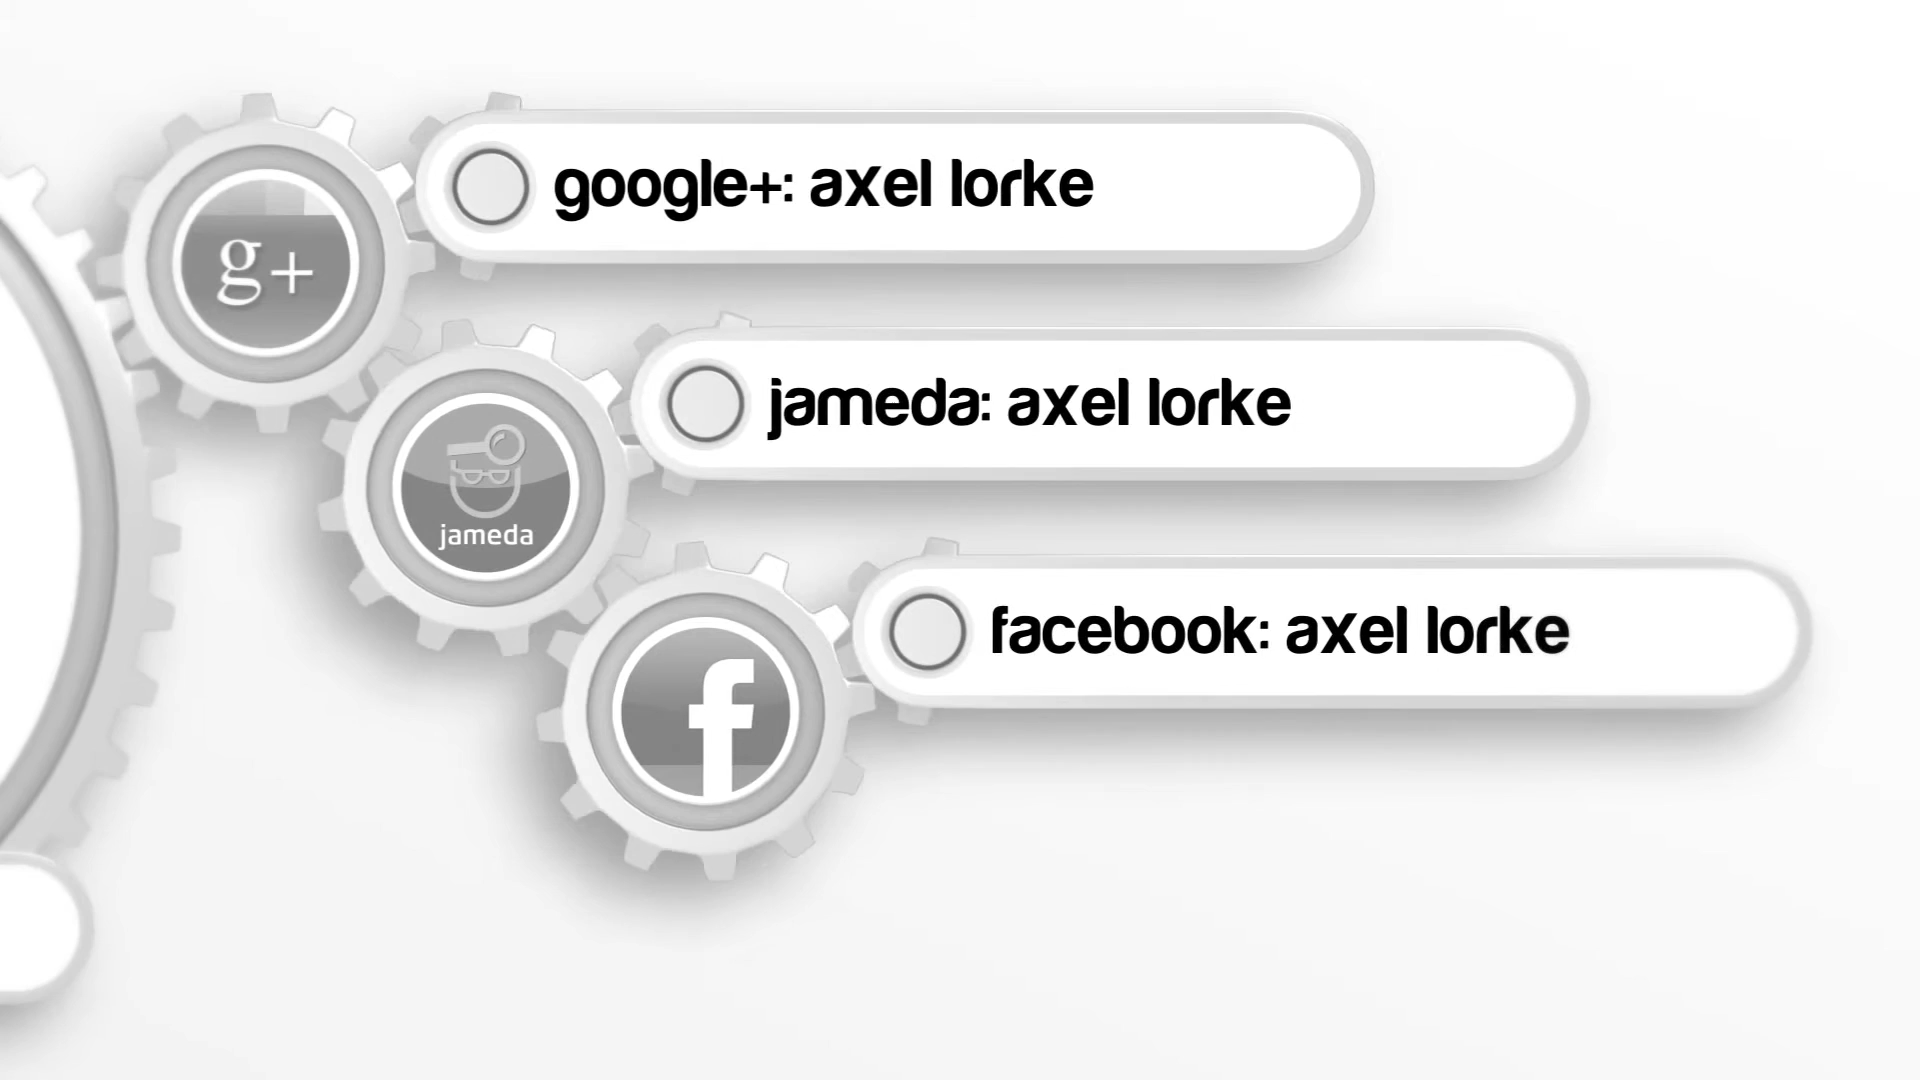 google+: axel lorke
g+
jameda: axel lorke
jameda
facebook: axel lorke
f